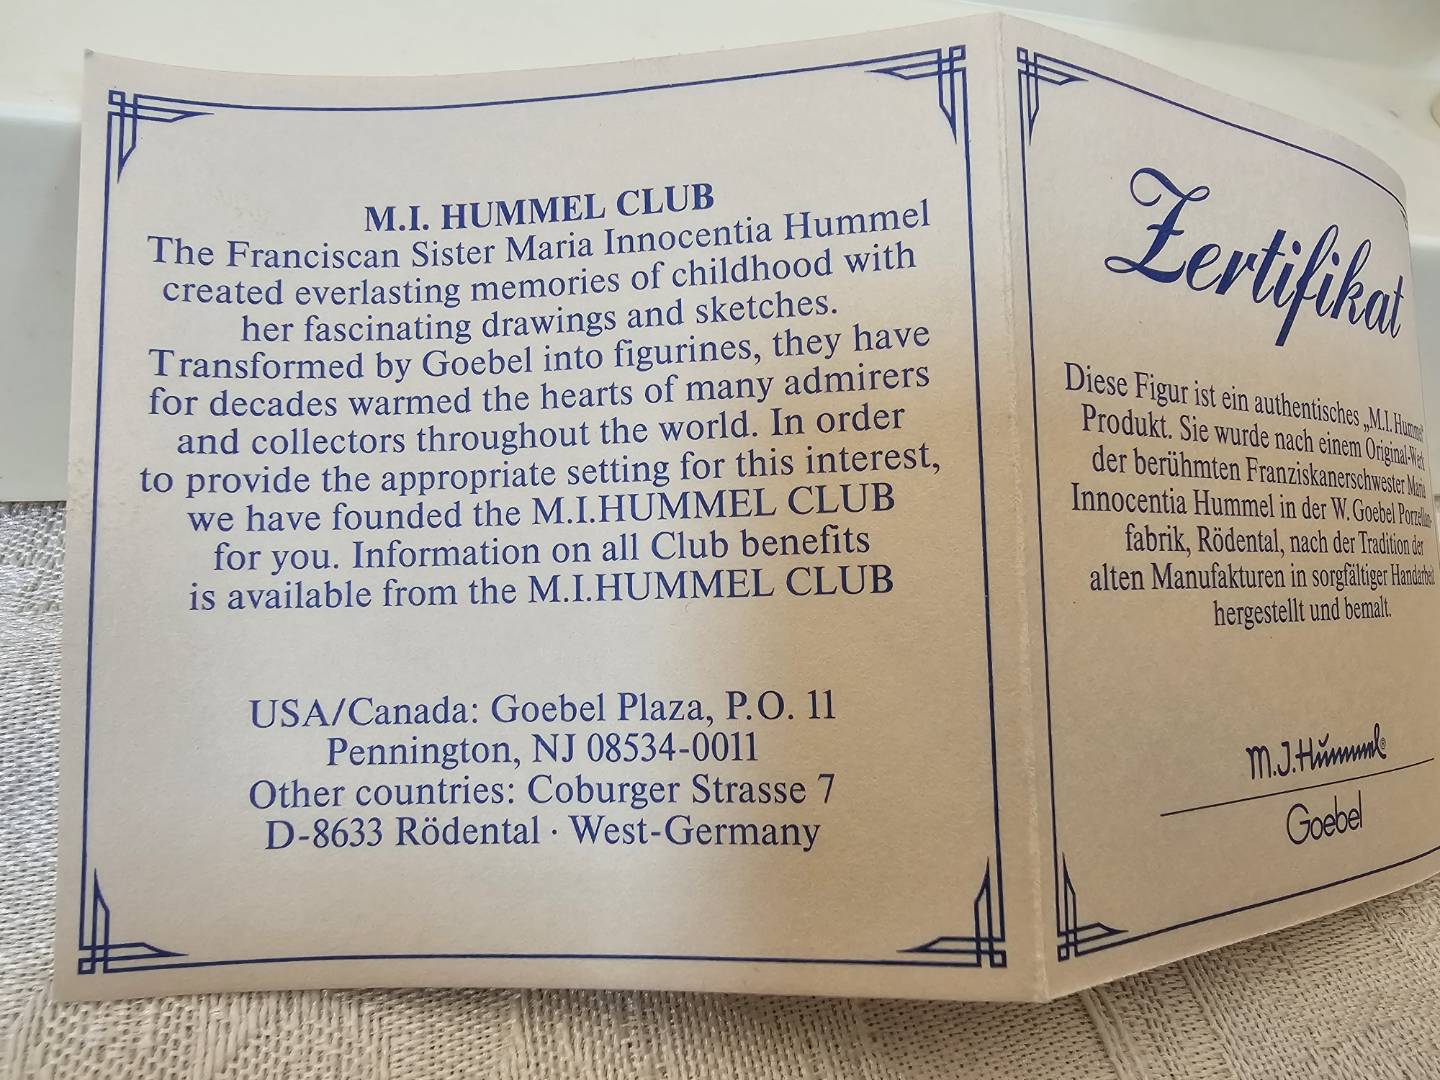 M.I. HUMMEL CLUB
The Franciscan Sister Maria Innocentia Hummel
created everlasting memories of childhood with
her fascinating drawings and sketches.
Transformed by Goebel into figurines, they have
for decades warmed the hearts of many admirers
and collectors throughout the world. In order
to provide the appropriate setting for this interest,
we have founded the M.I.HUMMEL CLUB
for you. Information on all Club benefits
is available from the M.I.HUMMEL CLUB
USA/Canada: Goebel Plaza, P.O. 11
Pennington, NJ 08534-0011
Other countries: Coburger Strasse 7
D-8633 Rödental · West-Germany
Zertifikat
Diese Figur ist ein authentisches „M.I.Hummel“
Produkt. Sie wurde nach einem Original-Werk
der berühmten Franziskanerschwester Maria
Innocentia Hummel in der W. Goebel Porzellan-
fabrik, Rödental, nach der Tradition der
alten Manufakturen in sorgfältiger Handarbeit
hergestellt und bemalt.
M.J.Hummel®
Goebel